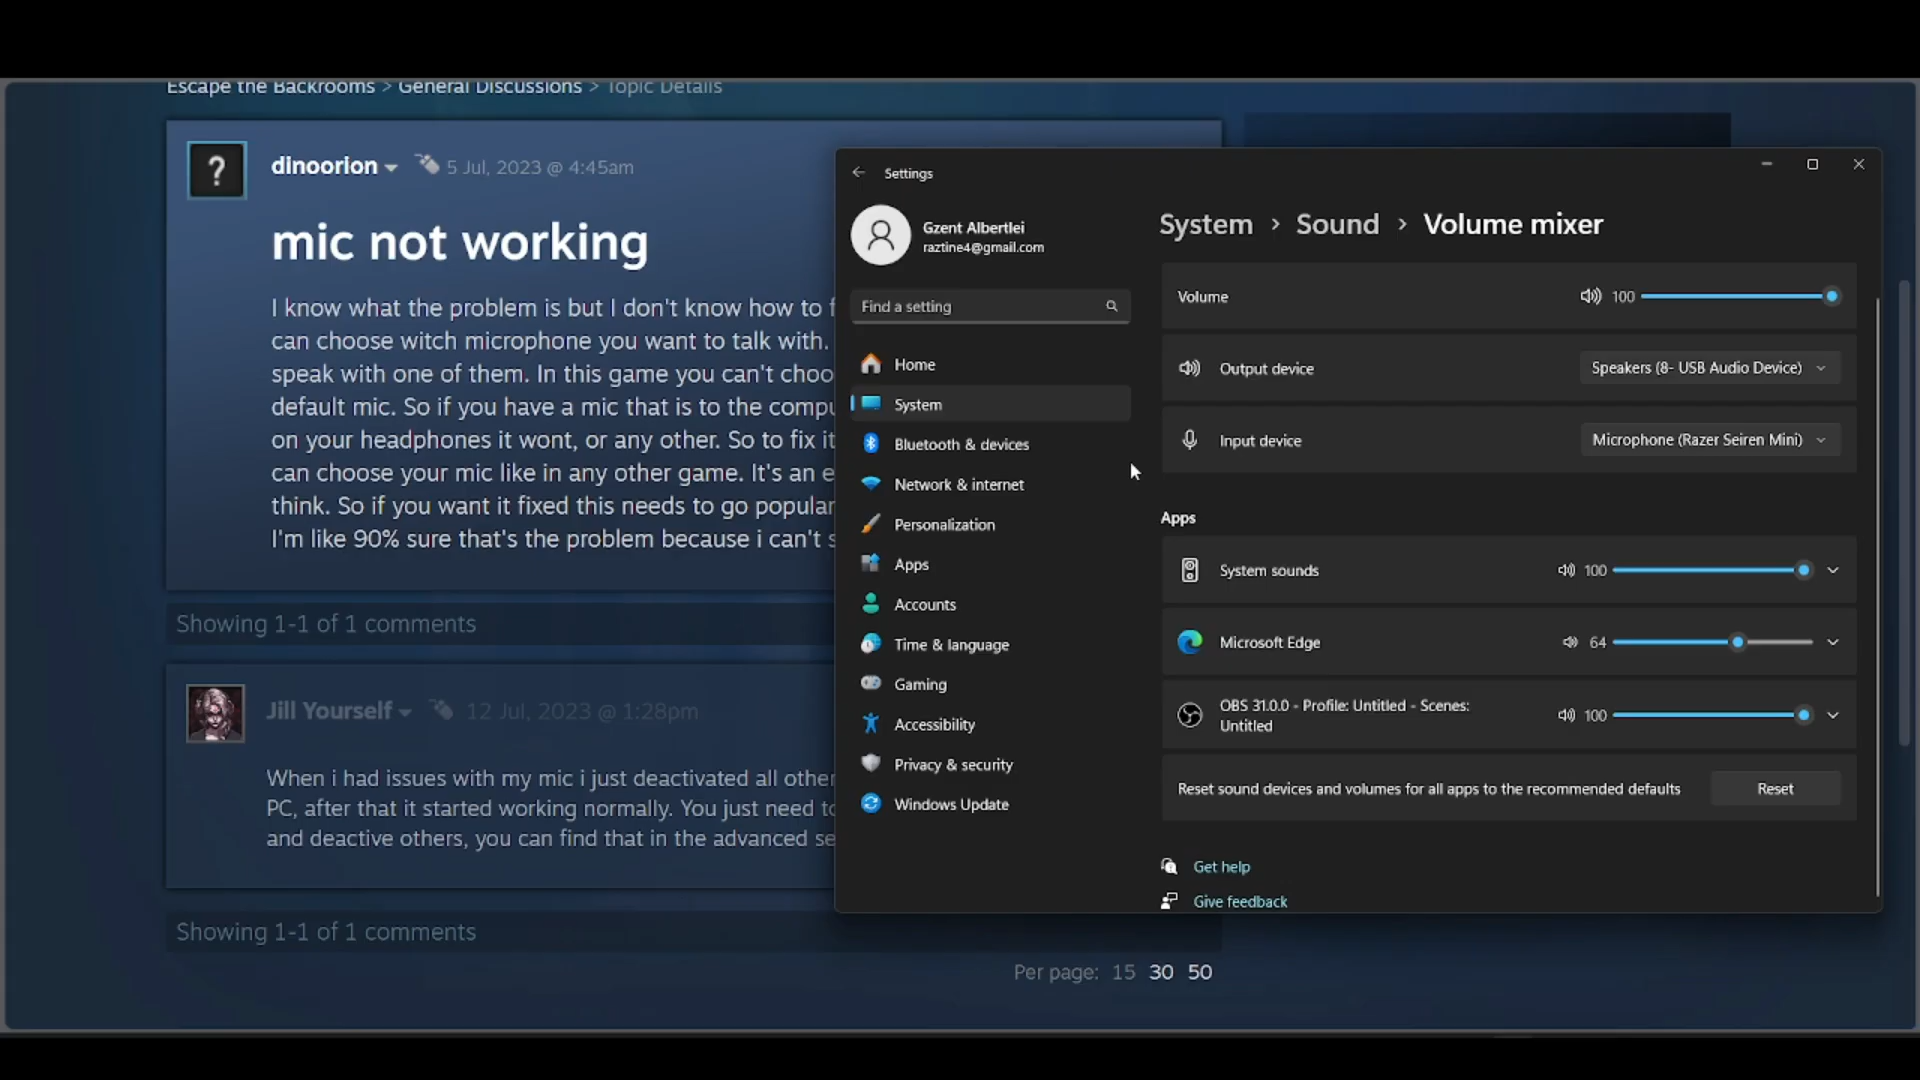 Escape the Backrooms > General Discussions > Topic Details
dinoorion 5 Jul, 2023 @ 4:45am
mic not working
I know what the problem is but I don't know how to f
can choose witch microphone you want to talk with.
speak with one of them. In this game you can't choo
default mic. So if you have a mic that is to the compu
on your headphones it wont, or any other. So to fix it
can choose your mic like in any other game. It's an e
think. So if you want it fixed this needs to go popular
I'm like 90% sure that's the problem because i can't s
Showing 1-1 of 1 comments
Jill Yourself 12 Jul, 2023 @ 1:28pm
When i had issues with my mic i just deactivated all other
PC, after that it started working normally. You just need to
and deactive others, you can find that in the advanced se
Showing 1-1 of 1 comments
Per page: 15 30 50
Settings
Gzent Albertlei
raztine4@gmail.com
Find a setting
Home
System
Bluetooth & devices
Network & internet
Personalization
Apps
Accounts
Time & language
Gaming
Accessibility
Privacy & security
Windows Update
System > Sound > Volume mixer
Volume 100
Output device Speakers (8- USB Audio Device)
Input device Microphone (Razer Seiren Mini)
Apps
System sounds 100
Microsoft Edge 64
OBS 31.0.0 - Profile: Untitled - Scenes:
Untitled 100
Reset sound devices and volumes for all apps to the recommended defaults Reset
Get help
Give feedback